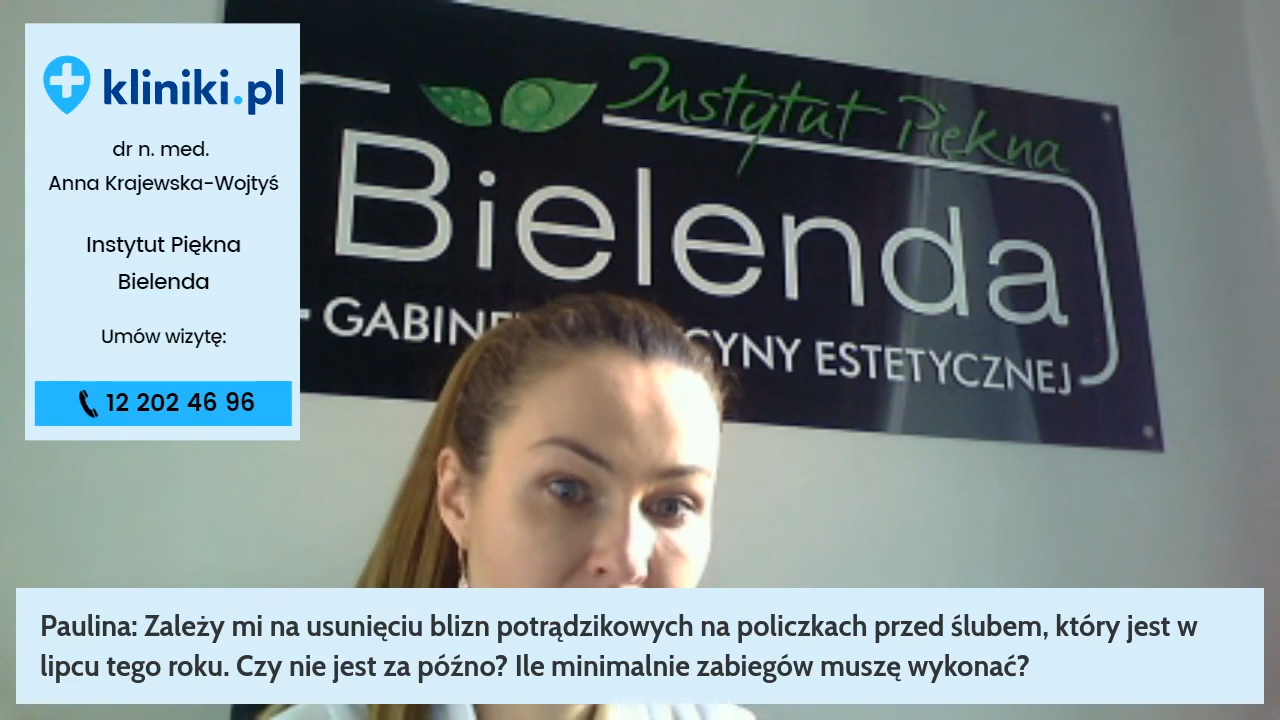 kliniki.pl
dr n. med.
Anna Krajewska-Wojtyś
Instytut Piękna
Bielenda
Umów wizytę:
12 202 46 96
Instytut Piękna
Bielenda
ESTETYCZNEJ
Paulina: Zależy mi na usunięciu blizn potrądzikowych na policzkach przed ślubem, który jest w
lipcu tego roku. Czy nie jest za późno? Ile minimalnie zabiegów muszę wykonać?